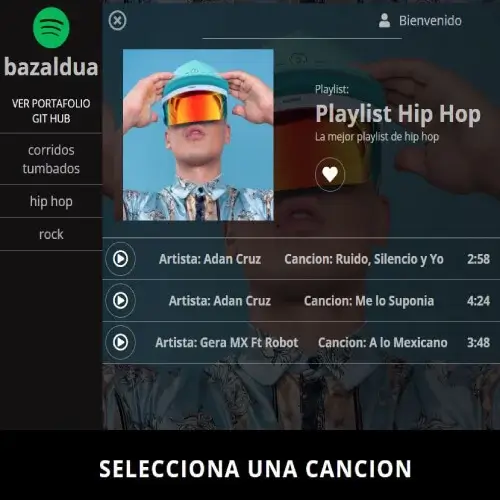 bazaldua
VER PORTAFOLIO
GIT HUB
corridos
tumbados
hip hop
rock
Bienvenido
Playlist:
Playlist Hip Hop
La mejor playlist de hip hop
Artista: Adan Cruz Cancion: Ruido, Silencio y Yo 2:58
Artista: Adan Cruz Cancion: Me lo Suponia 4:24
Artista: Gera MX Ft Robot Cancion: A lo Mexicano 3:48
SELECCIONA UNA CANCION